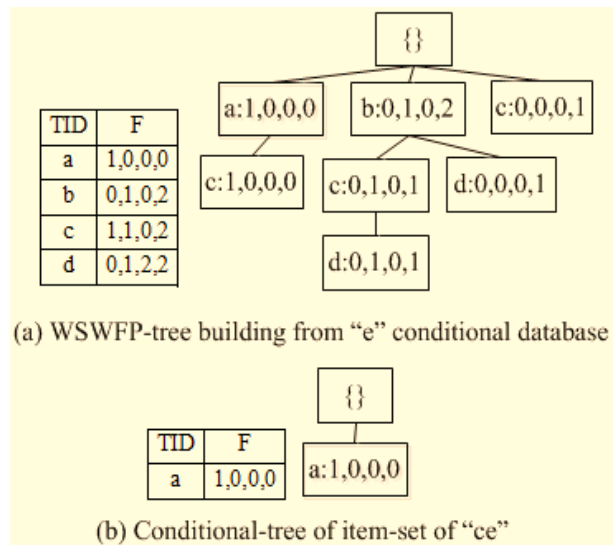 {}
a:1,0,0,0 b:0,1,0,2 c:0,0,0,1
TID F
a 1,0,0,0
b 0,1,0,2
c 1,1,0,2
d 0,1,2,2
c:1,0,0,0 c:0,1,0,1 d:0,0,0,1
d:0,1,0,1
(a) WSWFP-tree building from “e” conditional database
{}
TID F
a 1,0,0,0
a:1,0,0,0
(b) Conditional-tree of item-set of “ce”